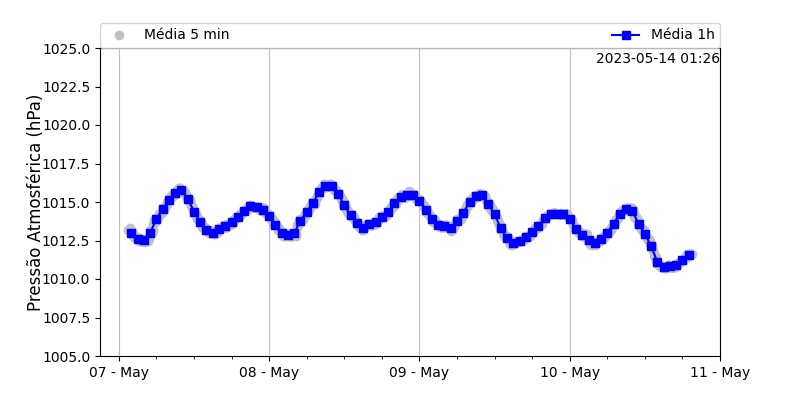 Média 5 min
Média 1h
2023-05-14 01:26
Pressão Atmosférica (hPa)
1025.0
1022.5
1020.0
1017.5
1015.0
1012.5
1010.0
1007.5
1005.0
07 - May
08 - May
09 - May
10 - May
11 - May